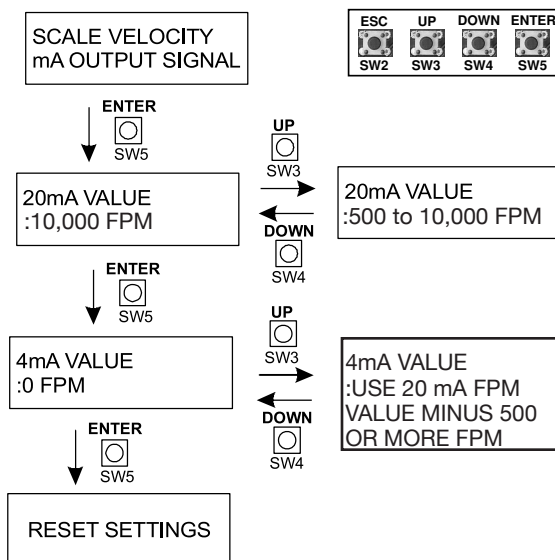 SCALE VELOCITY
mA OUTPUT SIGNAL
ESC UP DOWN ENTER
SW2 SW3 SW4 SW5
ENTER
SW5
20mA VALUE
:10,000 FPM
UP
SW3
DOWN
SW4
20mA VALUE
:500 to 10,000 FPM
ENTER
SW5
4mA VALUE
:0 FPM
UP
SW3
DOWN
SW4
4mA VALUE
:USE 20 mA FPM
VALUE MINUS 500
OR MORE FPM
ENTER
SW5
RESET SETTINGS